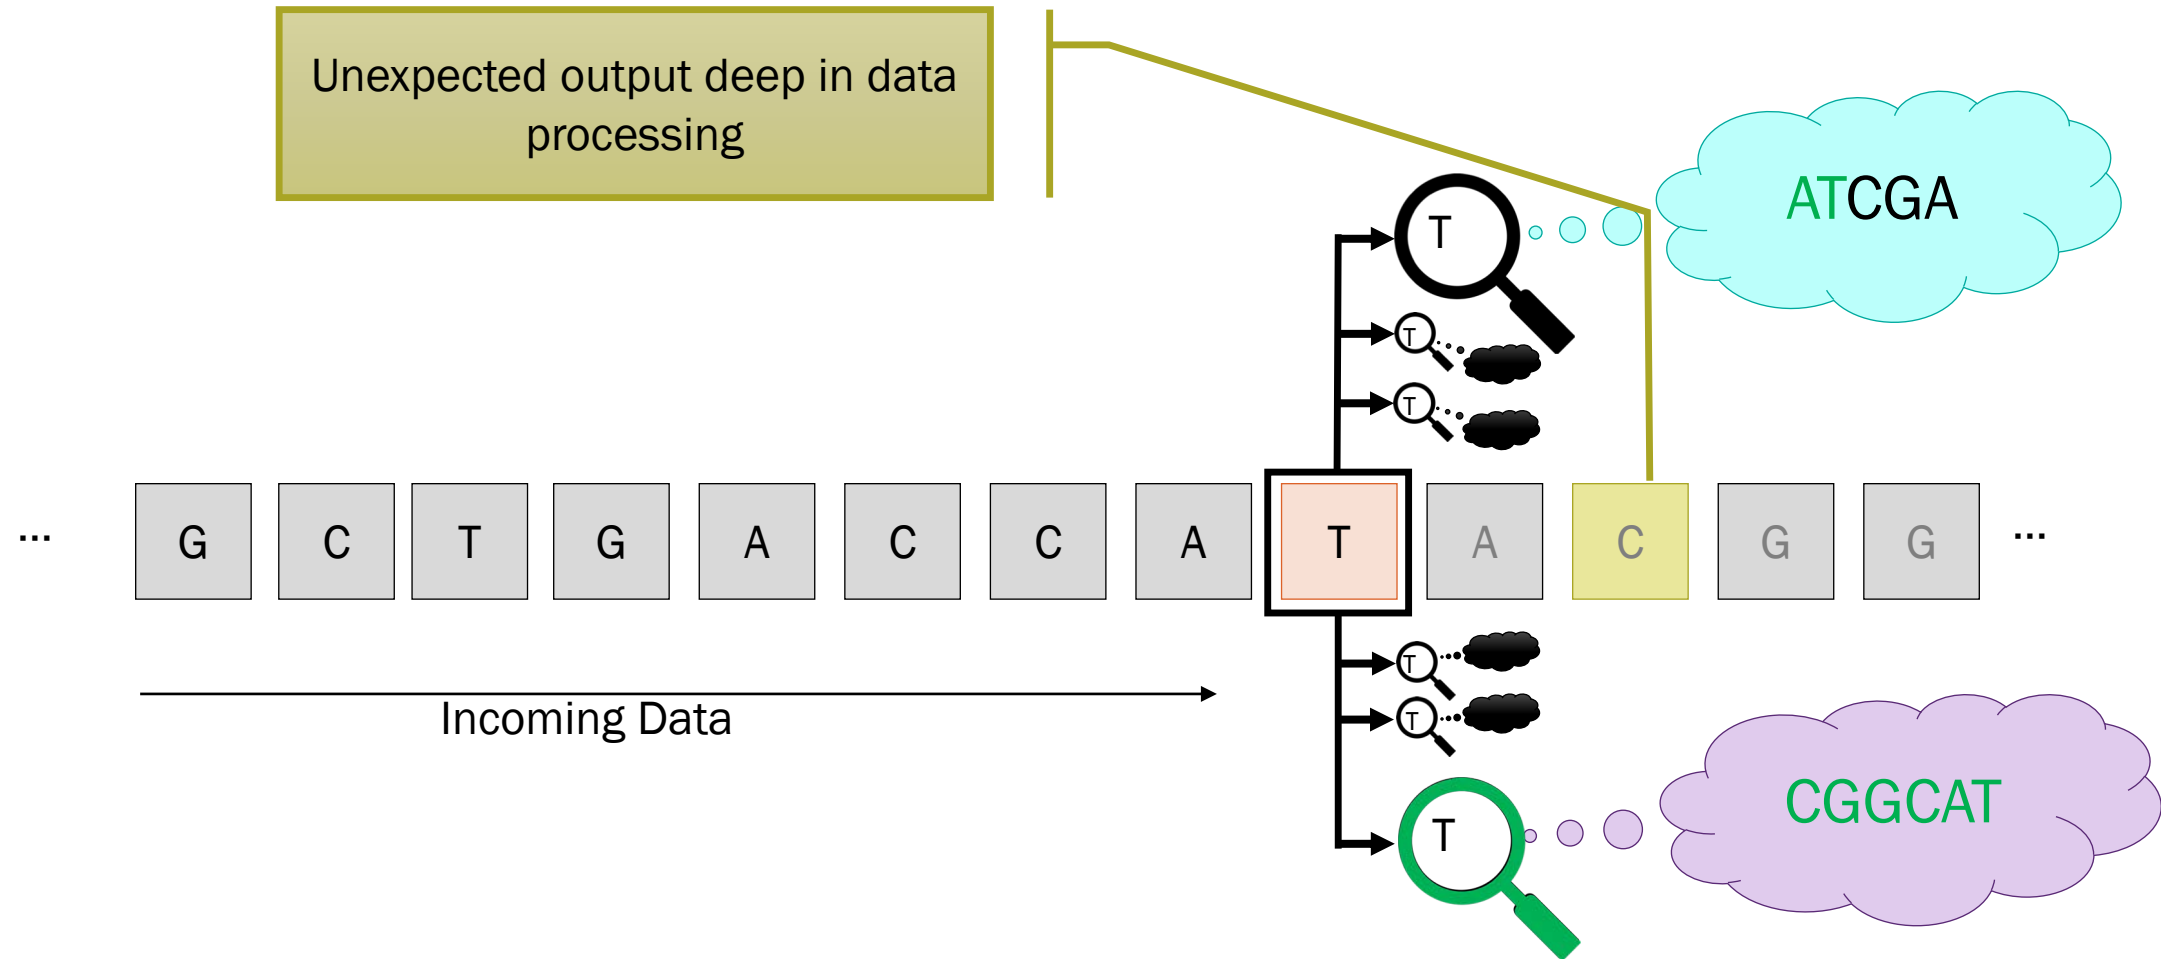 Unexpected output deep in data
processing
ATCGA
T
T
T
... G C T G A C C A T A C G G ...
T
T
Incoming Data
CGGCAT
T